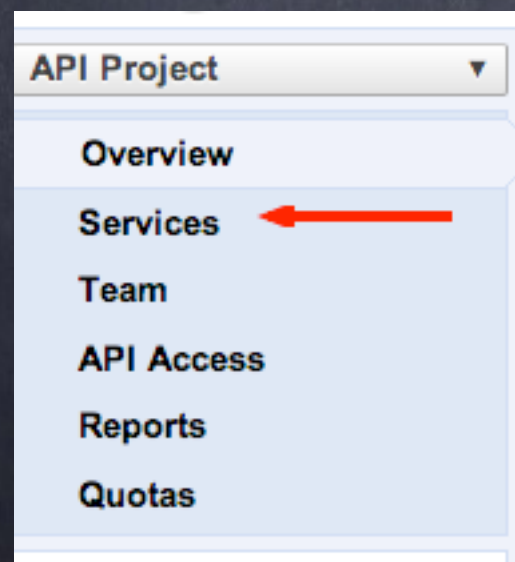 API Project
Overview
Services
Team
API Access
Reports
Quotas